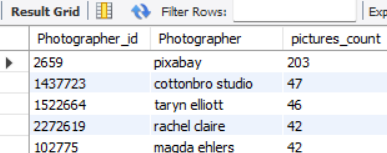 Result Grid Filter Rows: Exp
Photographer_id Photographer pictures_count
2659 pixabay 203
1437723 cottonbro studio 47
1522664 taryn elliott 46
2272619 rachel claire 42
102775 magda ehlers 42